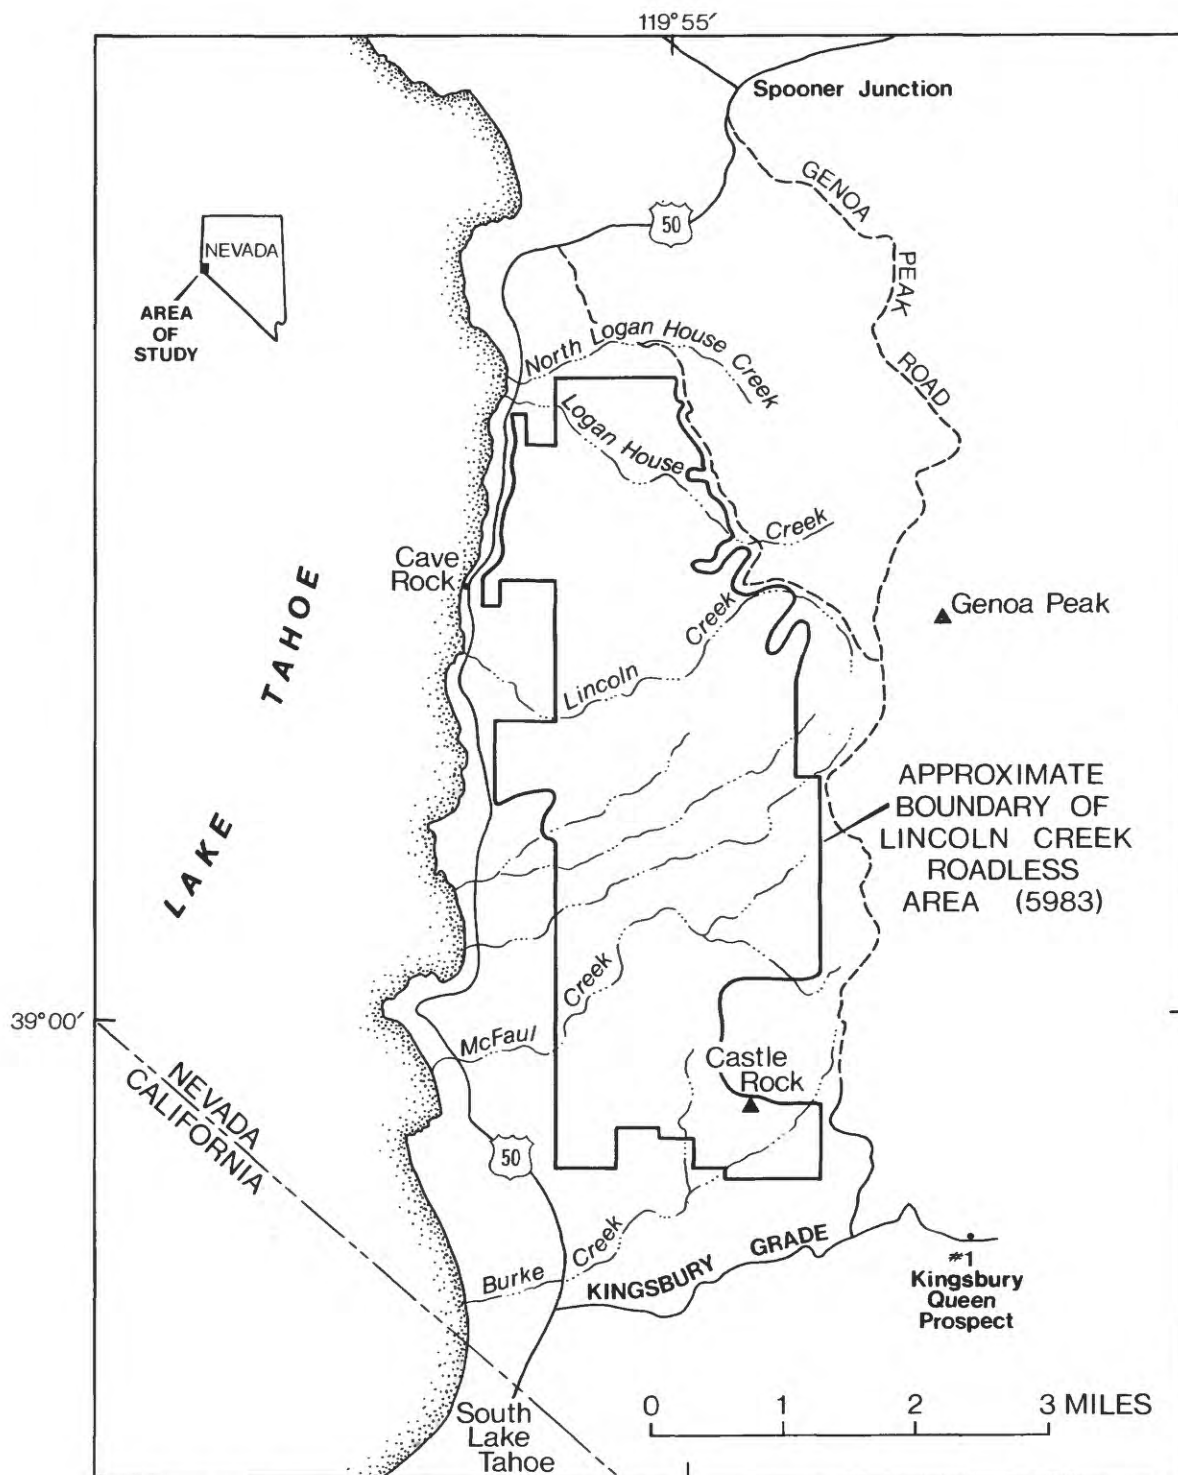 119°55′
Spooner Junction
GENOA
PEAK
ROAD
50
NEVADA
AREA
OF
STUDY
North Logan House Creek
Logan House
Creek
Cave
Rock
Genoa Peak
Creek
Lincoln
LAKE TAHOE
APPROXIMATE
BOUNDARY OF
LINCOLN CREEK
ROADLESS
AREA (5983)
Creek
McFaul
39°00′
Castle
Rock
NEVADA
CALIFORNIA
50
Burke Creek
KINGSBURY GRADE
#1
Kingsbury
Queen
Prospect
South
Lake
Tahoe
0 1 2 3 MILES